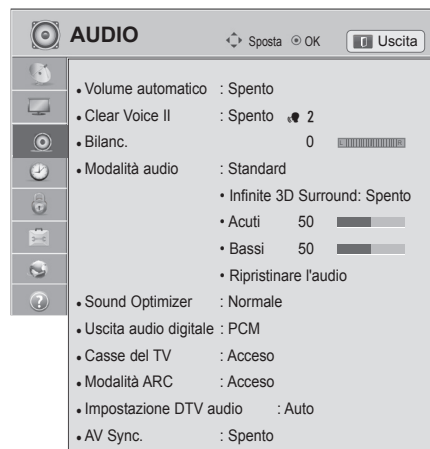 AUDIO Sposta OK Uscita
• Volume automatico : Spento
• Clear Voice II : Spento 2
• Bilanc. 0 L R
• Modalità audio : Standard
• Infinite 3D Surround: Spento
• Acuti 50
• Bassi 50
• Ripristinare l'audio
• Sound Optimizer : Normale
• Uscita audio digitale : PCM
• Casse del TV : Acceso
• Modalità ARC : Acceso
• Impostazione DTV audio : Auto
• AV Sync. : Spento